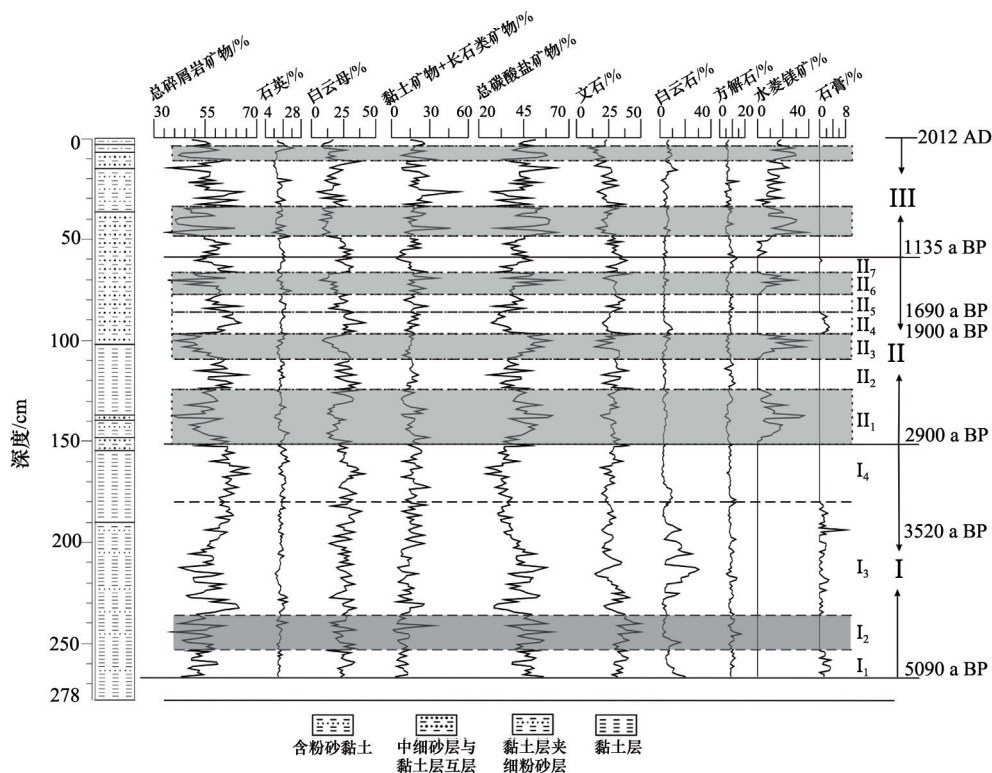 总碎屑岩矿物/%
石英/%
白云母/%
黏土矿物+长石类矿物/%
总碳酸盐矿物/%
文石/%
白云石/%
方解石/%
水菱镁矿/%
石膏/%
30 55 70 4 28 0 25 50 0 30 60 20 45 70 0 25 50 0 40 0 20 0 40 0 8
深度/cm
0
50
100
150
200
250
278
2012 AD
III
1135 a BP
II7
II6
II5
1690 a BP
II4
1900 a BP
II3
II
II2
II1
2900 a BP
I4
3520 a BP
I3
I
I2
I1
5090 a BP
含粉砂黏土
中细砂层与
黏土层互层
黏土层夹
细粉砂层
黏土层